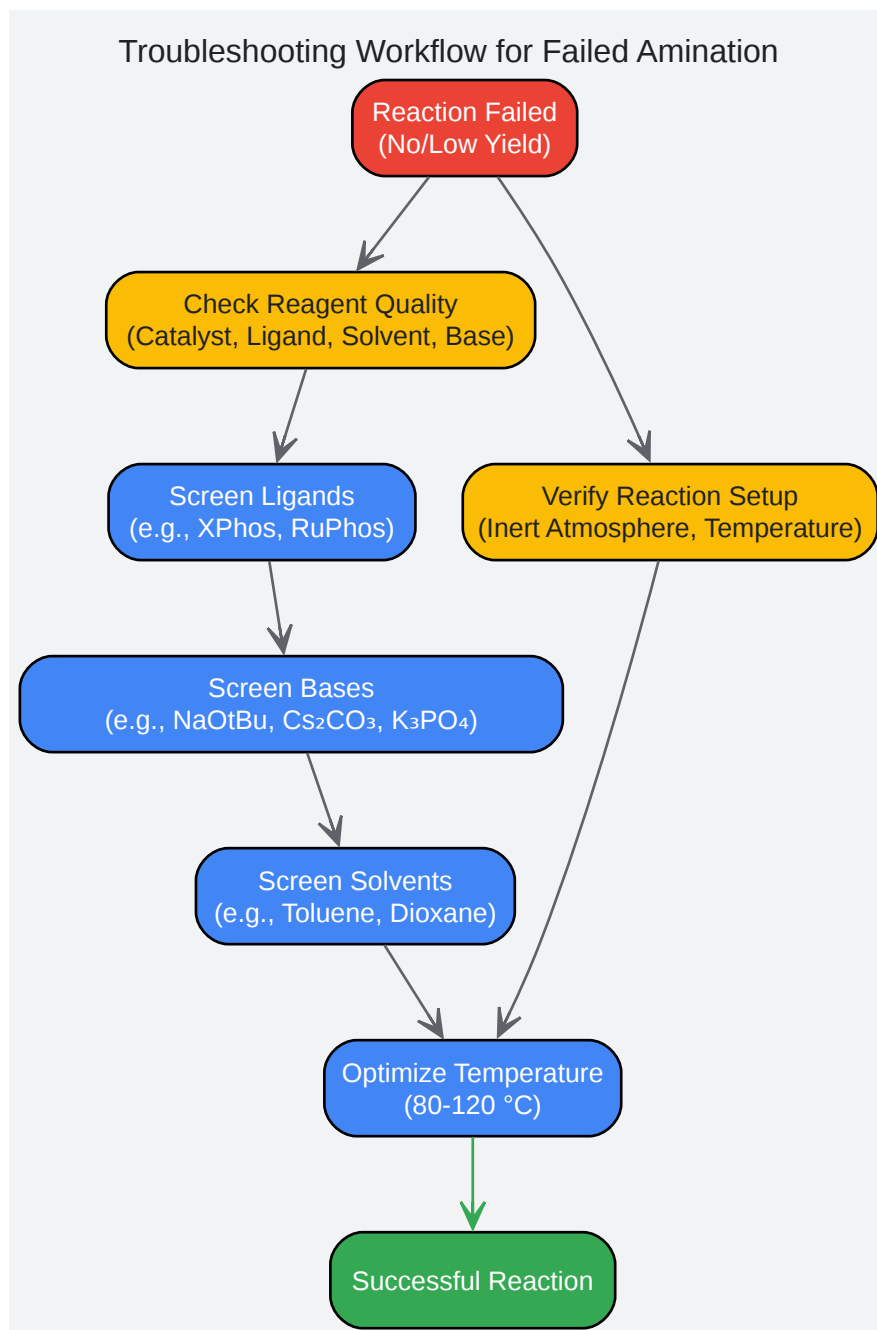 Troubleshooting Workflow for Failed Amination
Reaction Failed
(No/Low Yield)
Check Reagent Quality
(Catalyst, Ligand, Solvent, Base)
Screen Ligands
(e.g., XPhos, RuPhos)
Verify Reaction Setup
(Inert Atmosphere, Temperature)
Screen Bases
(e.g., NaOtBu, Cs₂CO₃, K₃PO₄)
Screen Solvents
(e.g., Toluene, Dioxane)
Optimize Temperature
(80-120 °C)
Successful Reaction